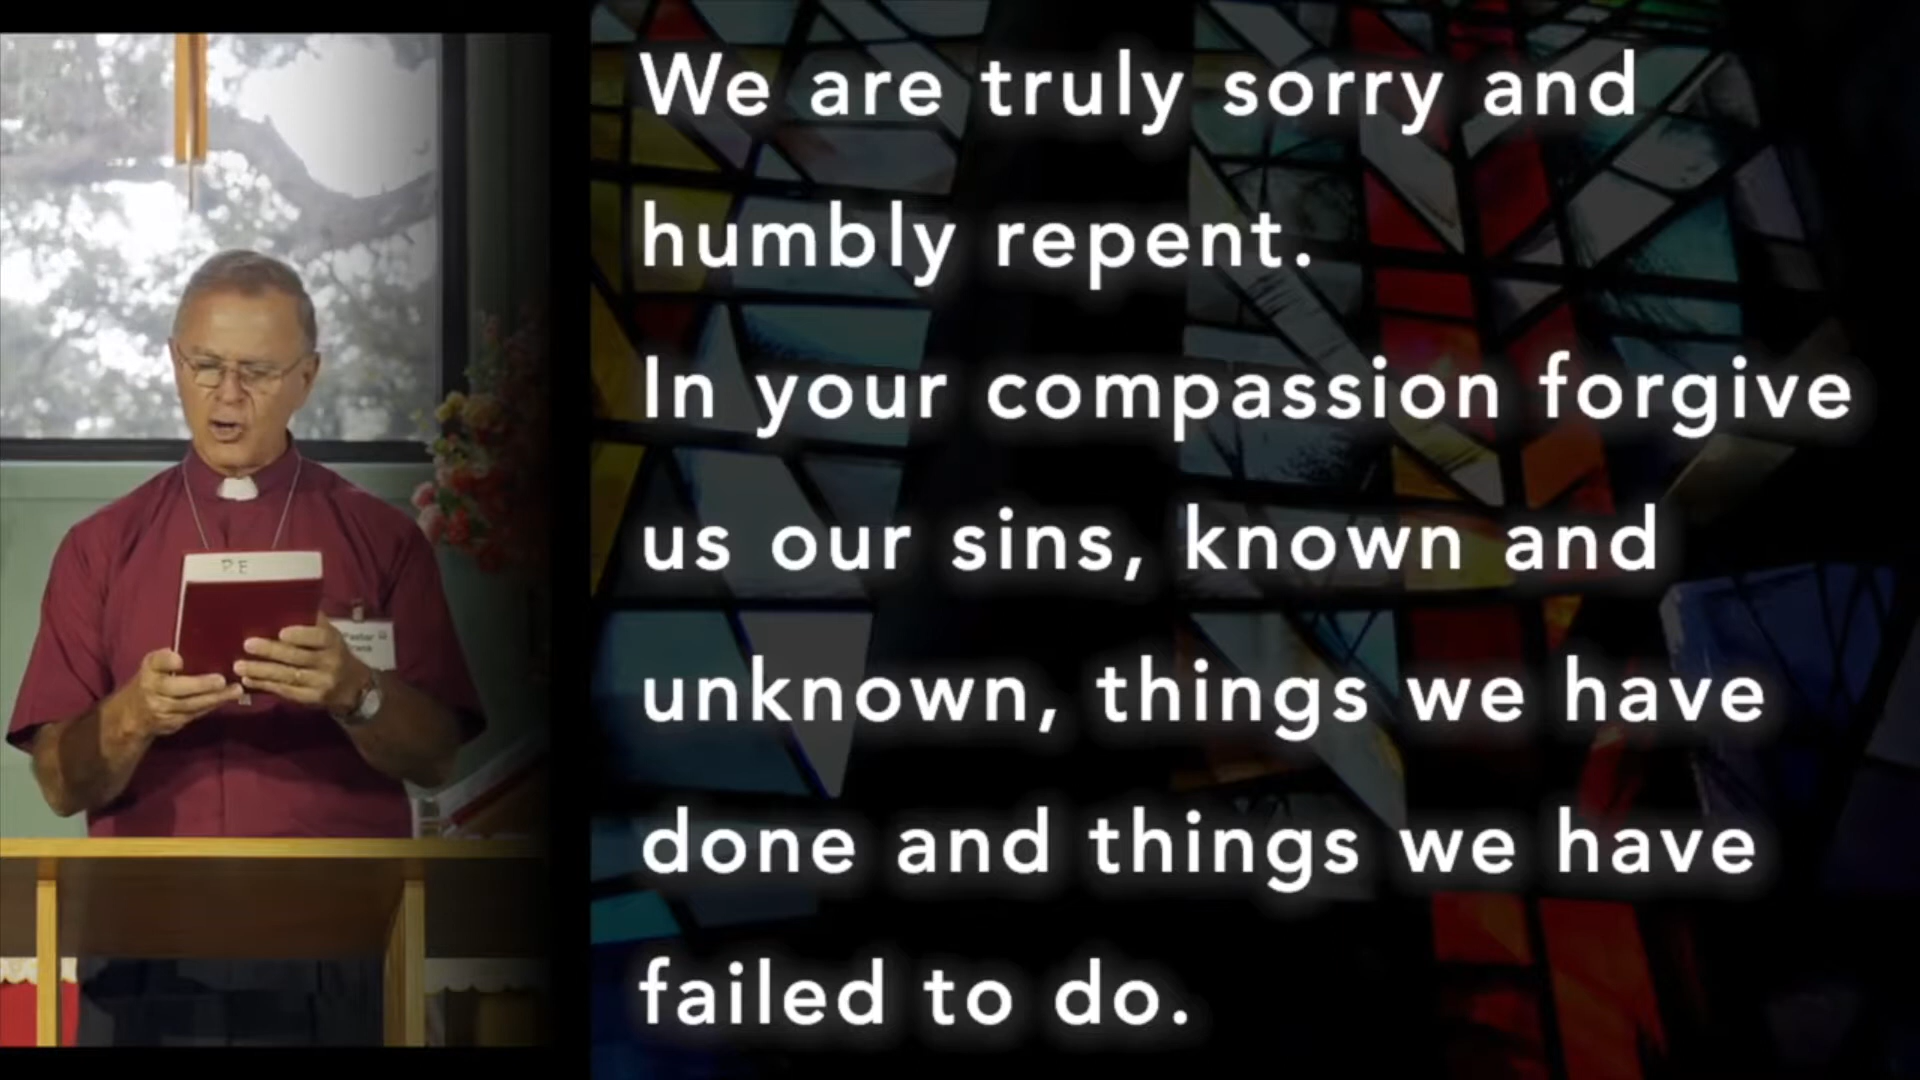 We are truly sorry and
humbly repent.
In your compassion forgive
us our sins, known and
unknown, things we have
done and things we have
failed to do.
P.E
Pastor